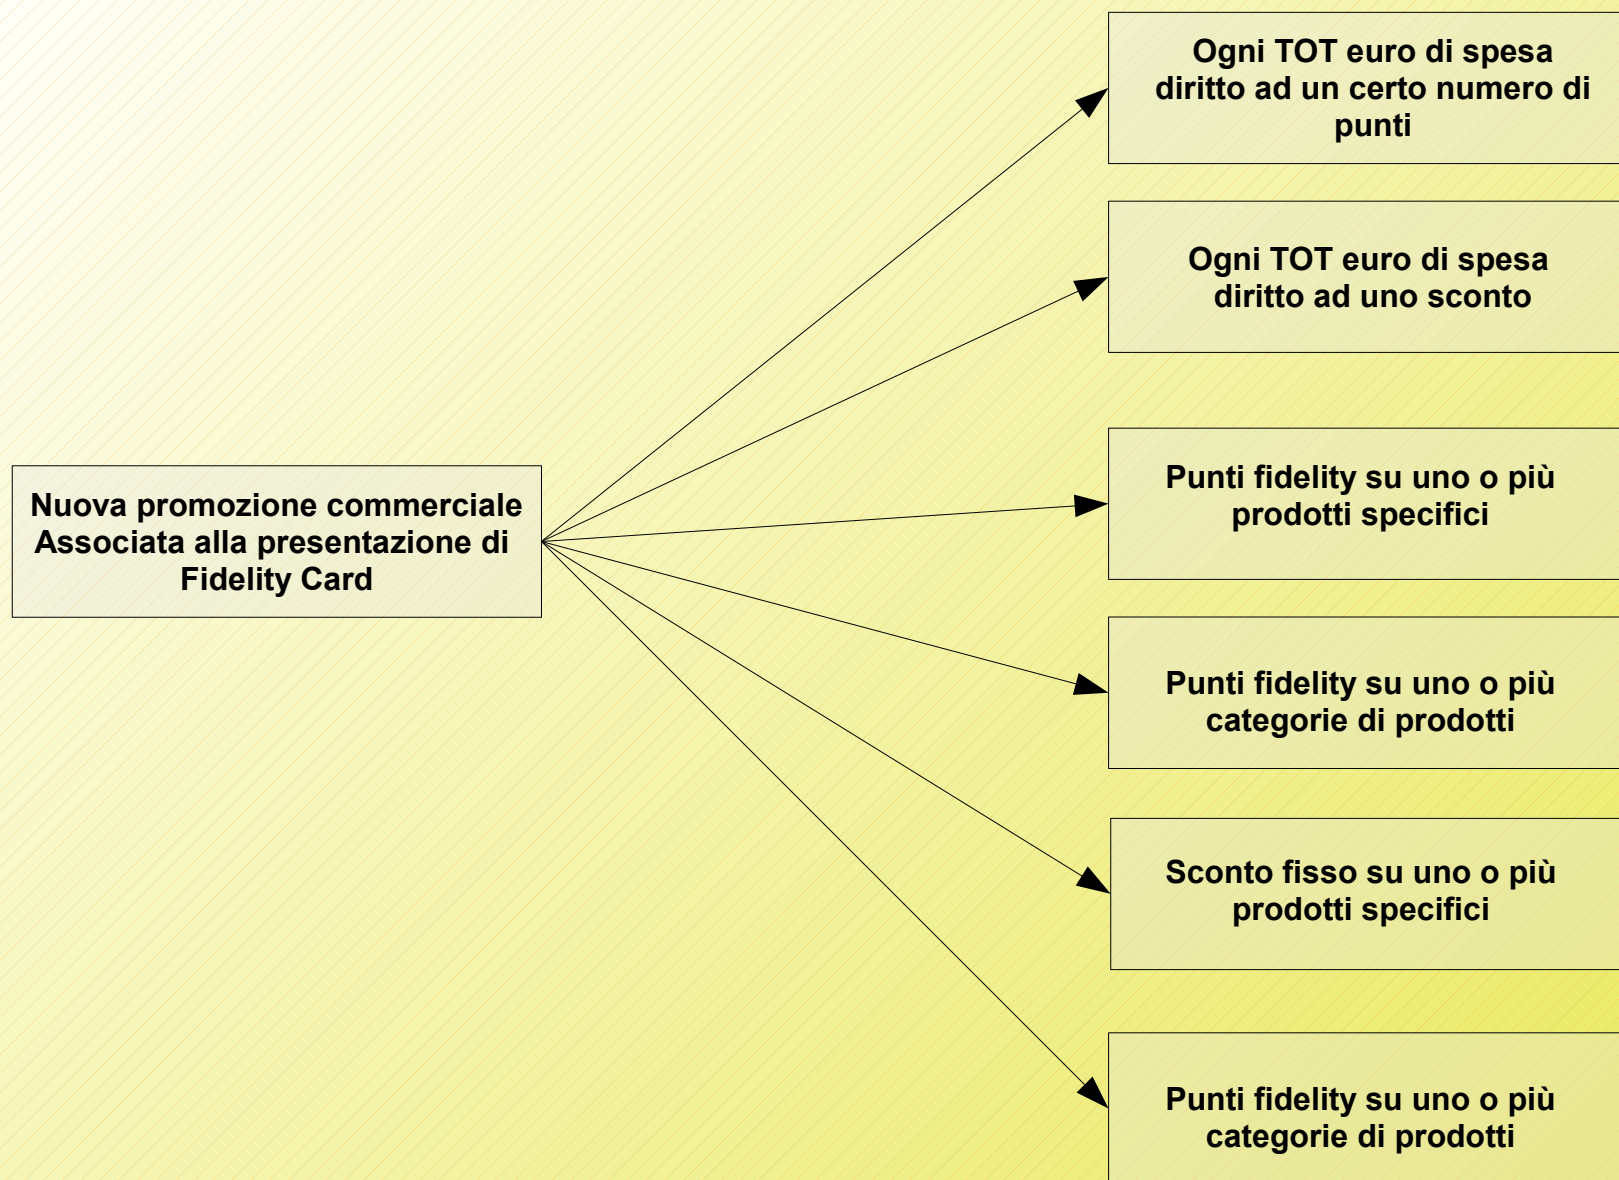 Ogni TOT euro di spesa
diritto ad un certo numero di
punti
Ogni TOT euro di spesa
diritto ad uno sconto
Punti fidelity su uno o più
prodotti specifici
Nuova promozione commerciale
Associata alla presentazione di
Fidelity Card
Punti fidelity su uno o più
categorie di prodotti
Sconto fisso su uno o più
prodotti specifici
Punti fidelity su uno o più
categorie di prodotti